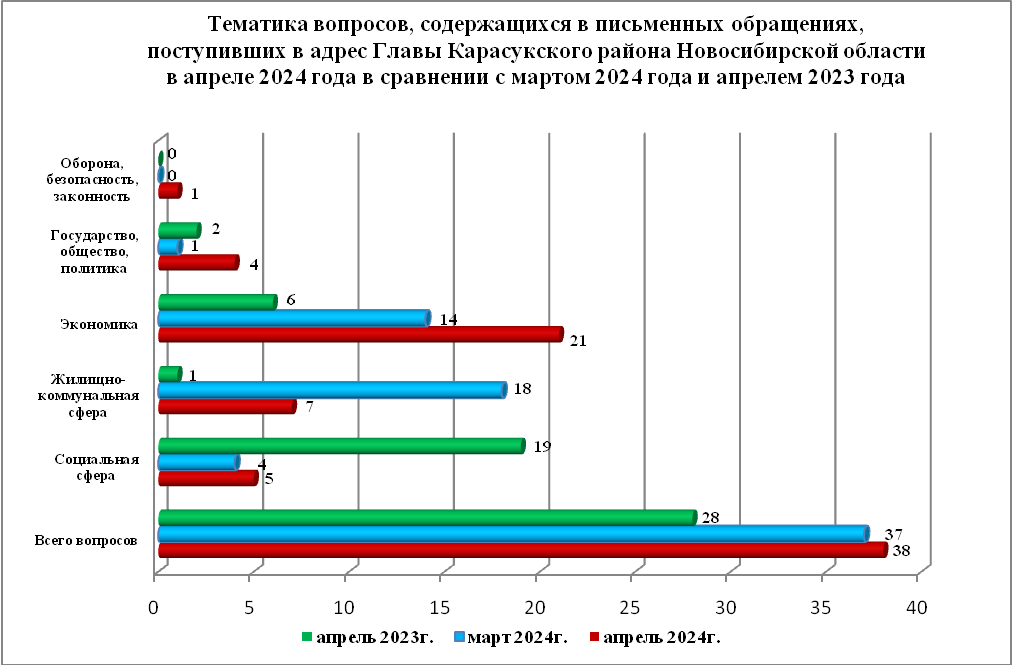 Тематика вопросов, содержащихся в письменных обращениях,
поступивших в адрес Главы Карасукского района Новосибирской области
в апреле 2024 года в сравнении с мартом 2024 года и апрелем 2023 года
Оборона,
безопасность,
законность
0
0
1
Государство,
общество,
политика
2
1
4
Экономика
6
14
21
Жилищно-
коммунальная
сфера
1
18
7
Социальная
сфера
19
4
5
Всего вопросов
28
37
38
0 5 10 15 20 25 30 35 40
апрель 2023г. март 2024г. апрель 2024г.